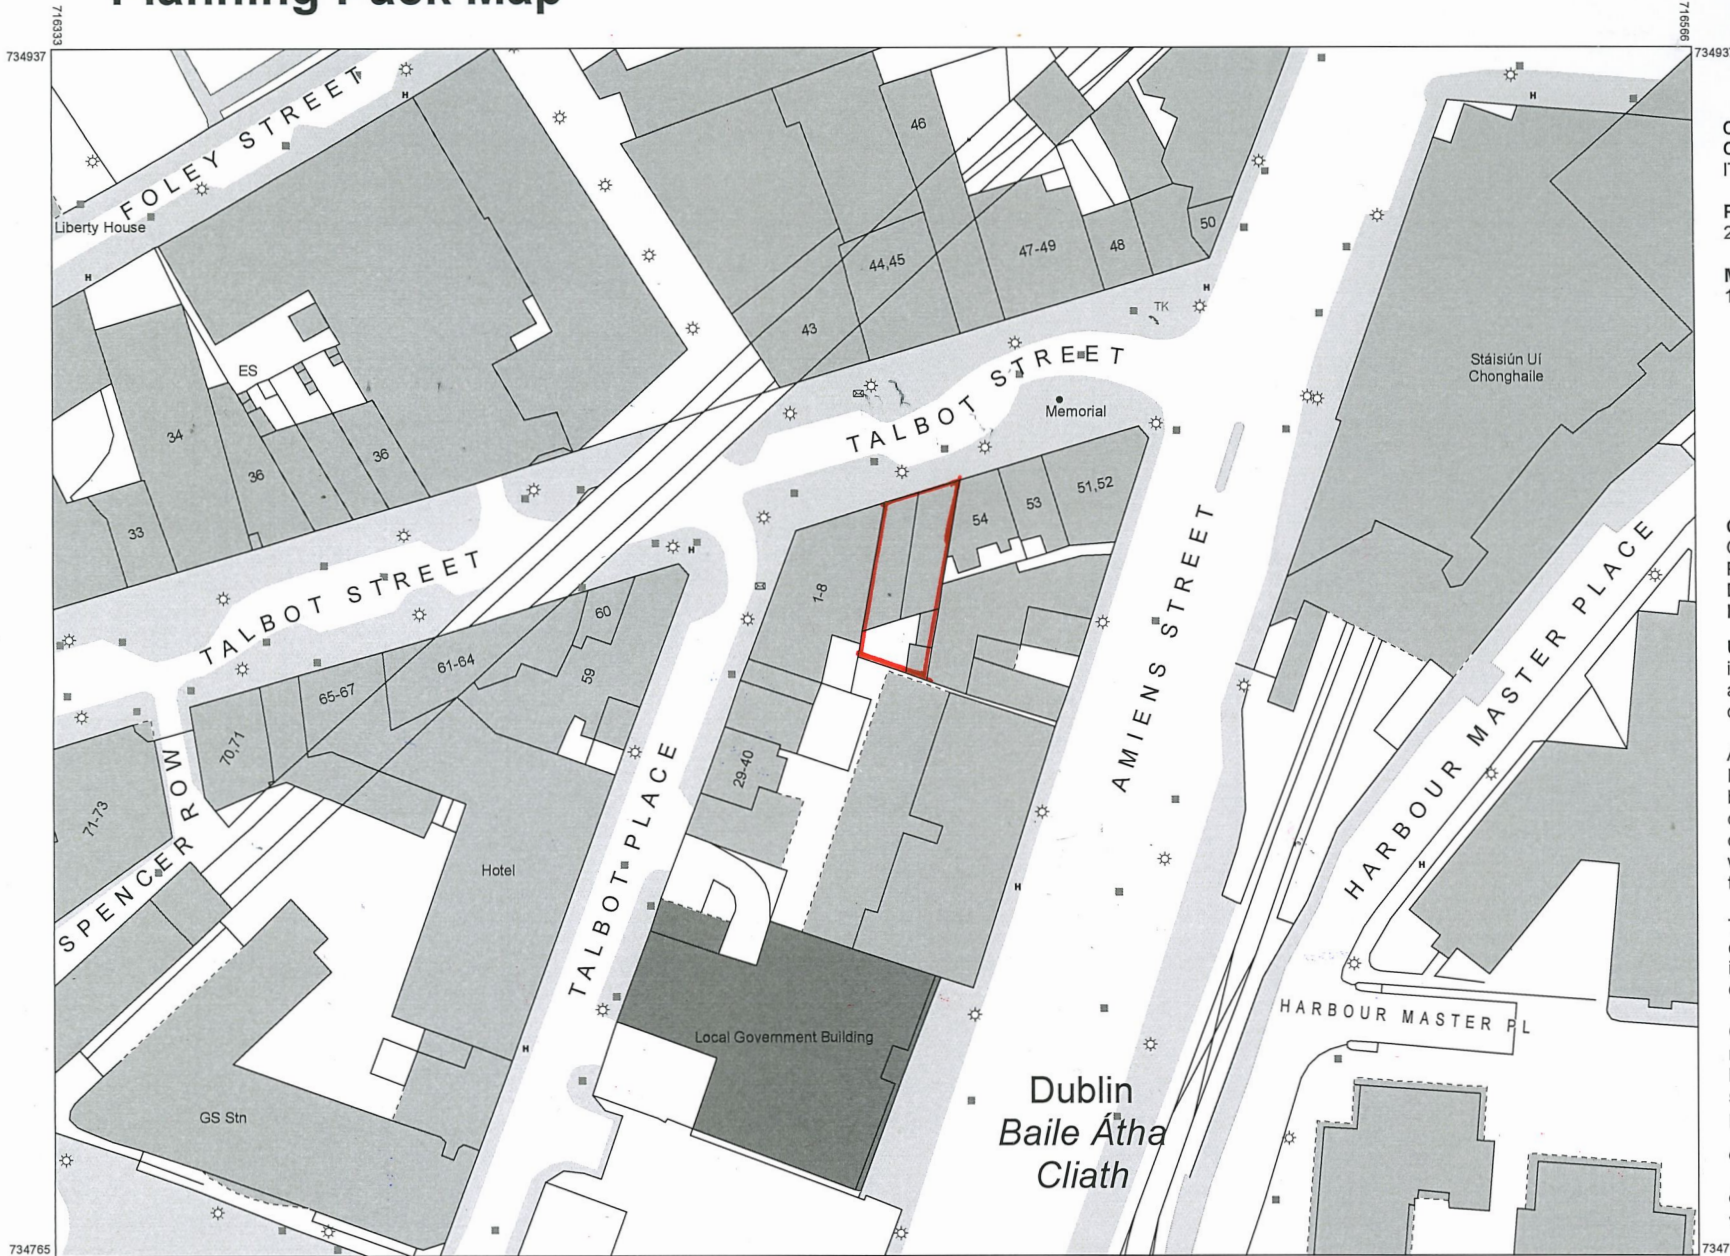 Planning Pack Map
716333
716566
734937
734937
FOLEY STREET
Liberty House
H
H
H
46
44,45
47-49
48
50
43
H
TK
TALBOT STREET
Memorial
Stáisiún Uí
Chonghaile
ES
34
36
36
33
TALBOT STREET
H
60
59
61-64
65-67
70,71
71-73
SPENCER ROW
1-8
54
53
51,52
29-40
TALBOT PLACE
AMIENS STREET
HARBOUR MASTER PLACE
H
H
Hotel
H
HARBOUR MASTER PL
Local Government Building
GS Stn
Dublin
Baile Átha
Cliath
734765